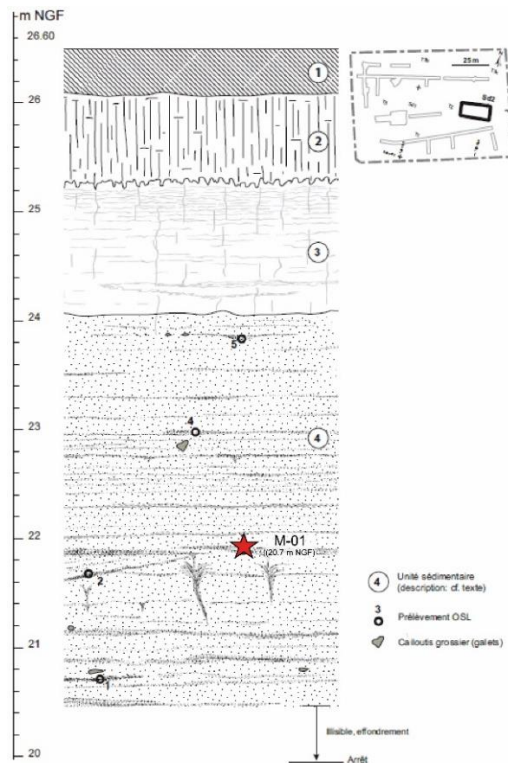 m NGF
26.60
26
25
24
23
22
21
20
1
2
3
4
5
4
M-01
(20.7 m NGF)
2
25 m
Sd2
4 Unité sédimentaire
(description: cf. texte)
3
Prélèvement OSL
Cailloutis grossier (galets)
Illisible, effondrement
Arrêt